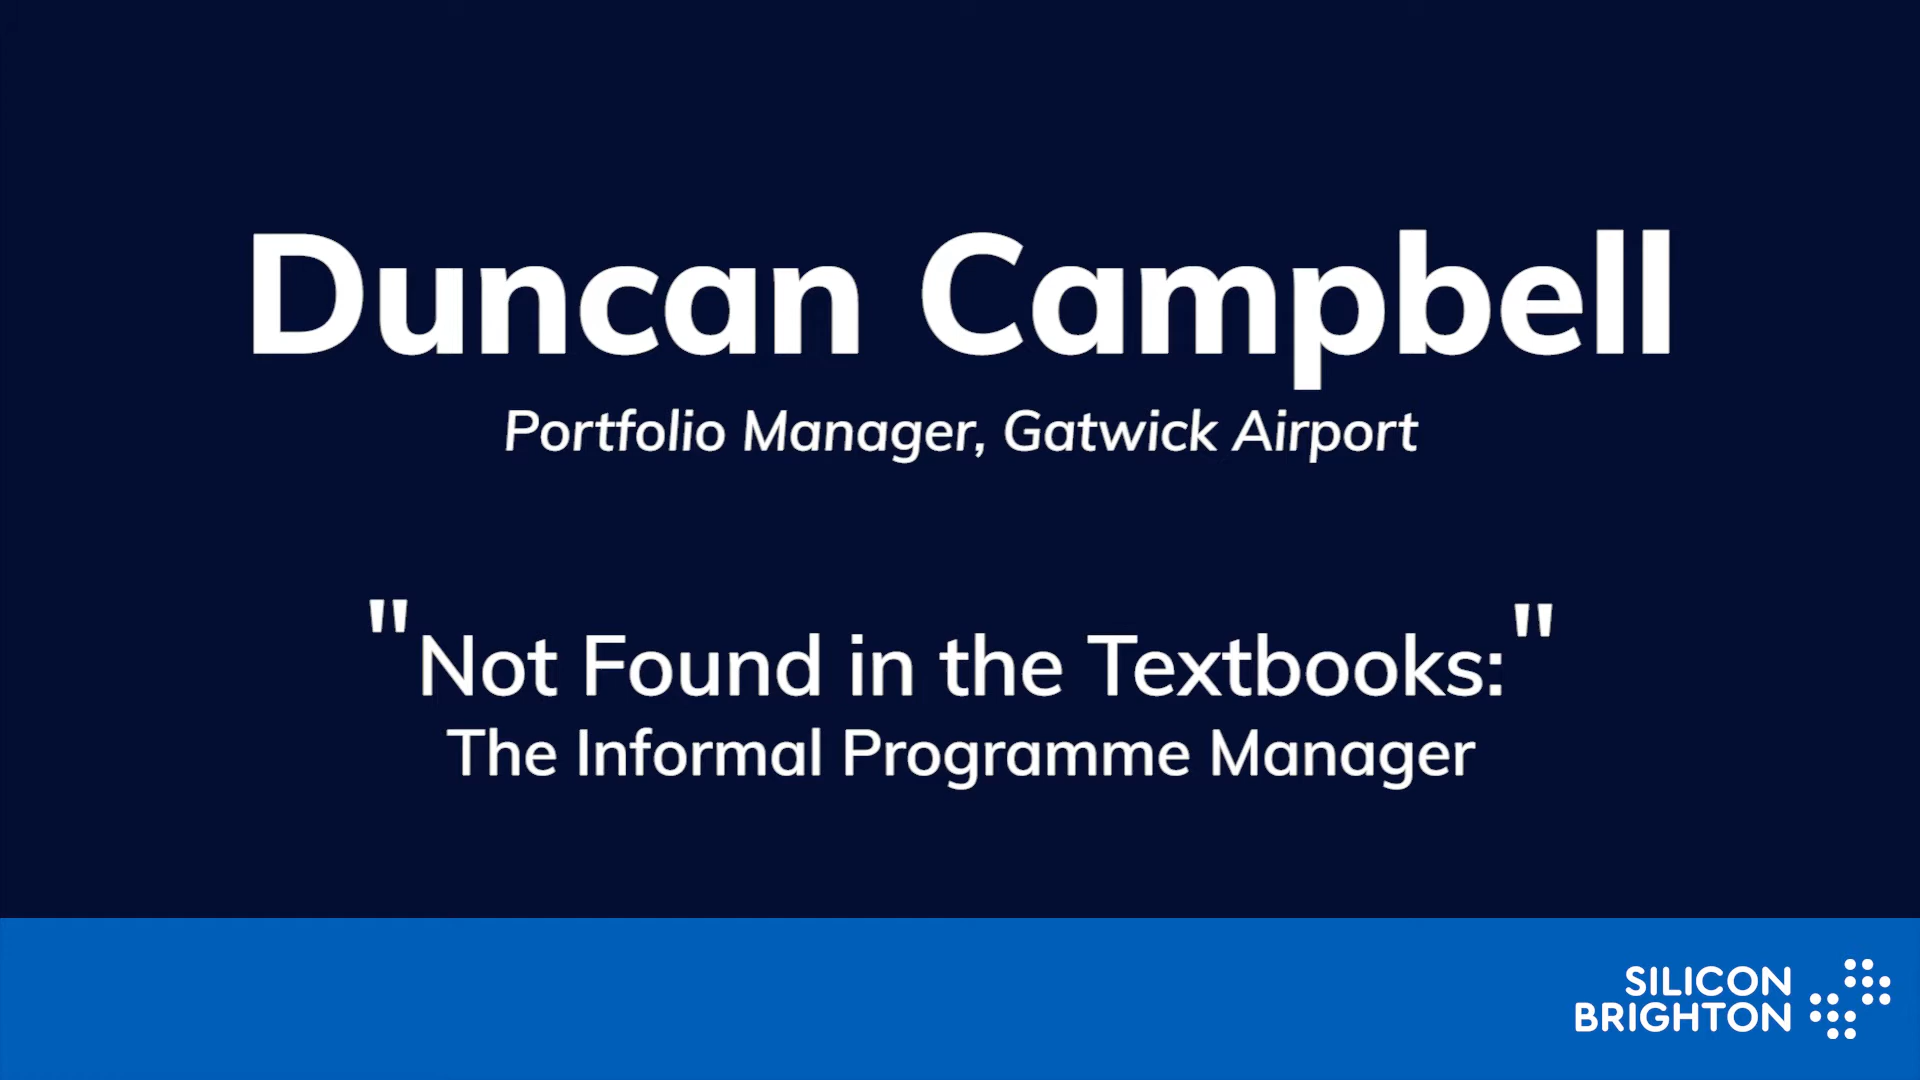 Duncan Campbell
Portfolio Manager, Gatwick Airport
"Not Found in the Textbooks:"
The Informal Programme Manager
SILICON
BRIGHTON